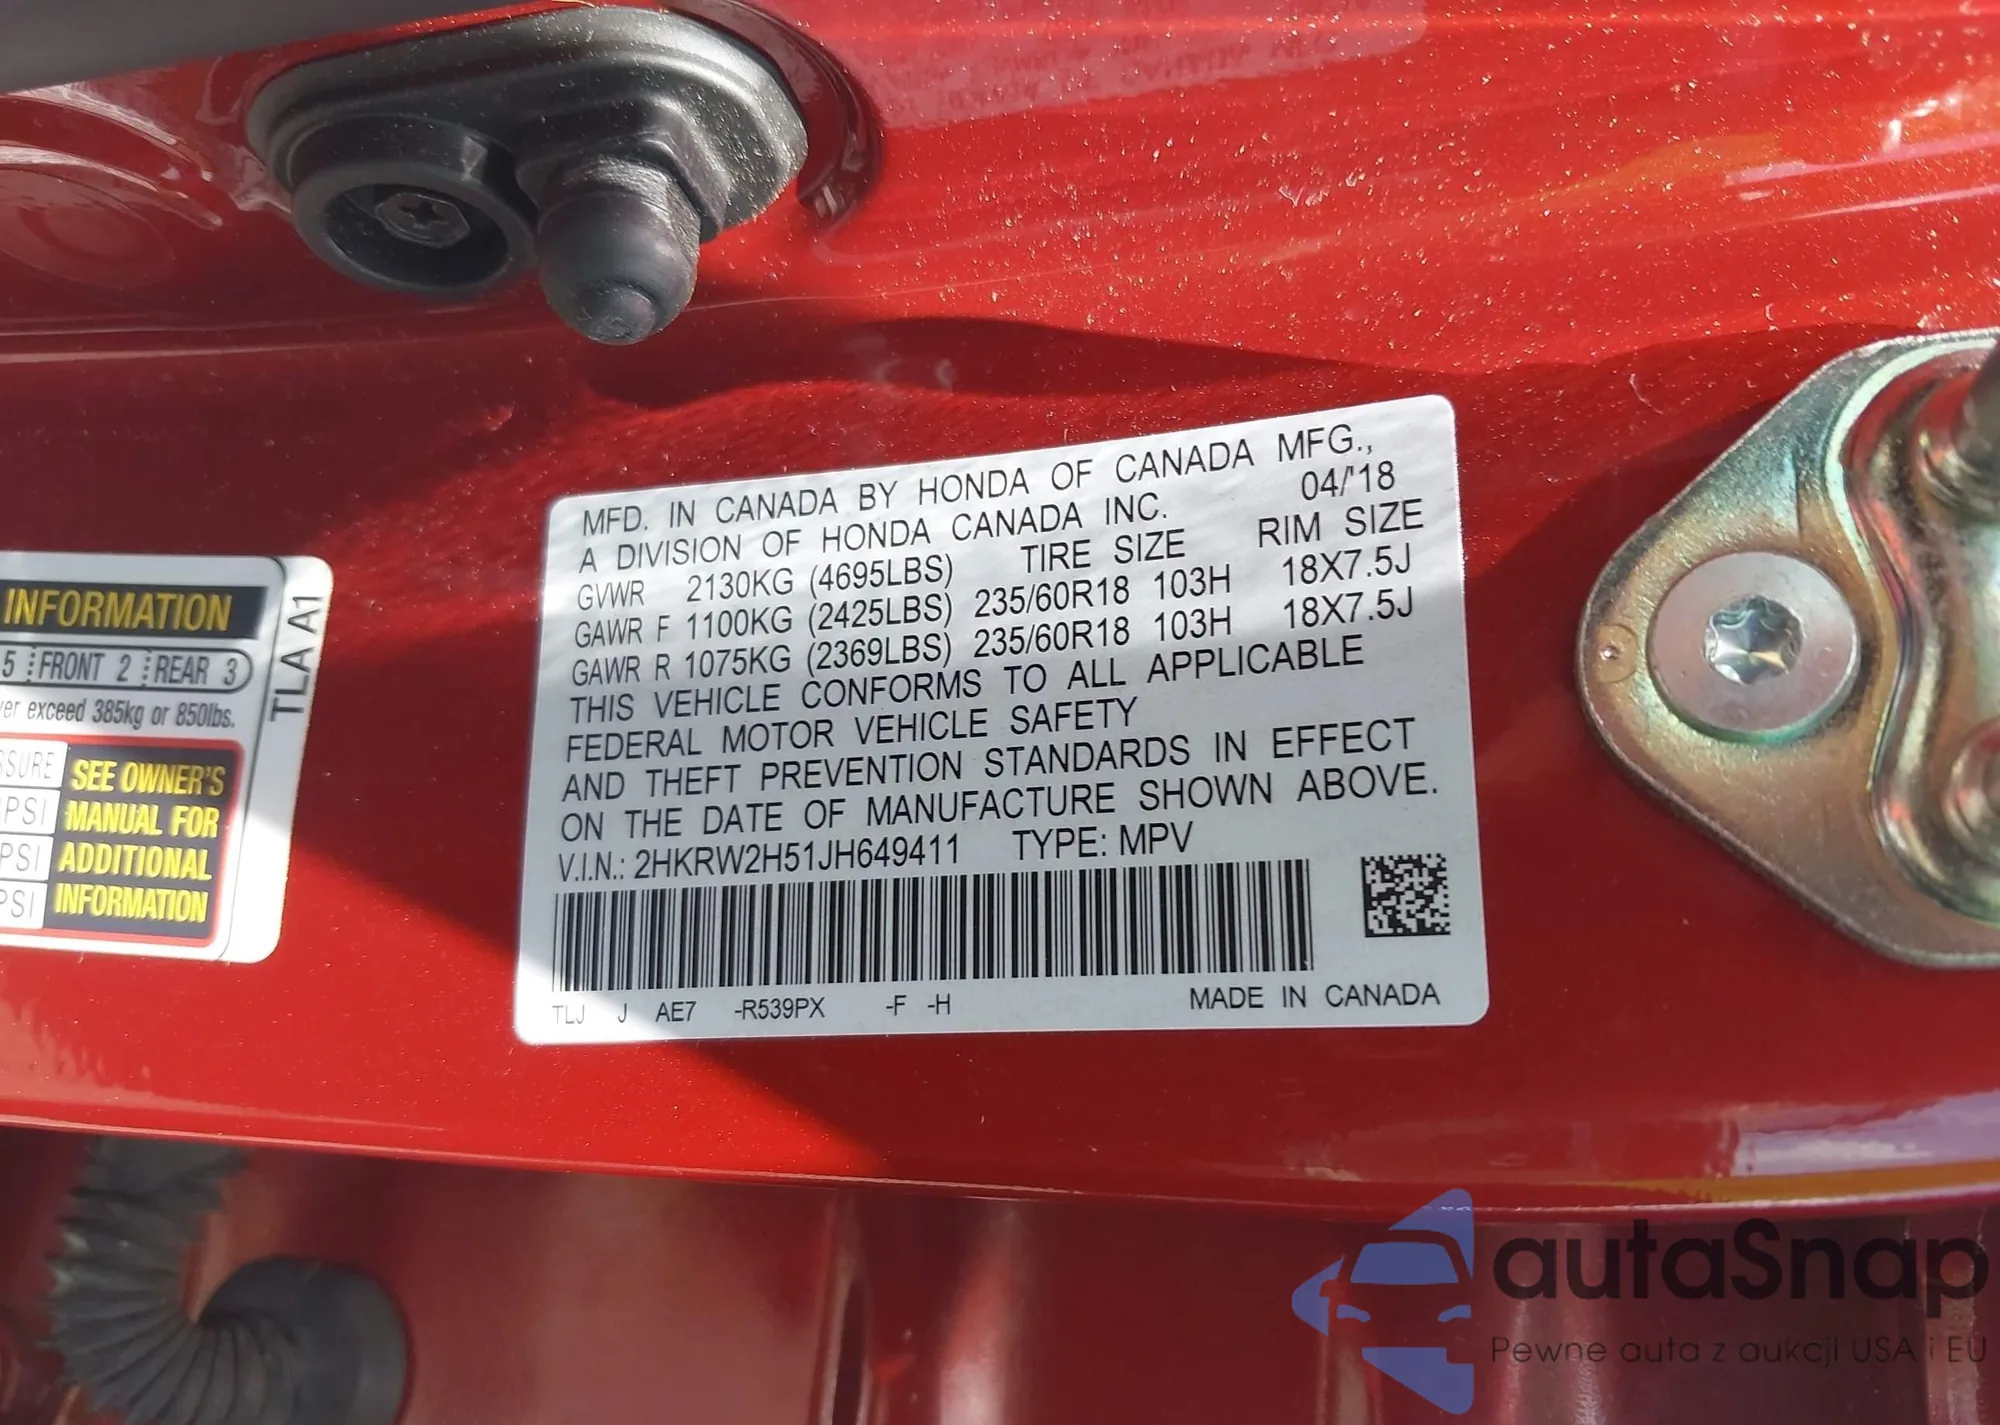 MFD. IN CANADA BY HONDA OF CANADA MFG.,
A DIVISION OF HONDA CANADA INC. 04/'18
GVWR 2130KG (4695LBS) TIRE SIZE RIM SIZE
GAWR F 1100KG (2425LBS) 235/60R18 103H 18X7.5J
GAWR R 1075KG (2369LBS) 235/60R18 103H 18X7.5J
THIS VEHICLE CONFORMS TO ALL APPLICABLE
FEDERAL MOTOR VEHICLE SAFETY
AND THEFT PREVENTION STANDARDS IN EFFECT
ON THE DATE OF MANUFACTURE SHOWN ABOVE.
V.I.N.: 2HKRW2H51JH649411 TYPE: MPV
TLJ J AE7 -R539PX -F -H MADE IN CANADA
INFORMATION
5 FRONT 2 REAR 3
exceed 385kg or 850lbs.
SEE OWNER'S
PSI MANUAL FOR
PSI ADDITIONAL
PSI INFORMATION
TLA A1
autaSnap
Pewne auta z aukcji USA i EU